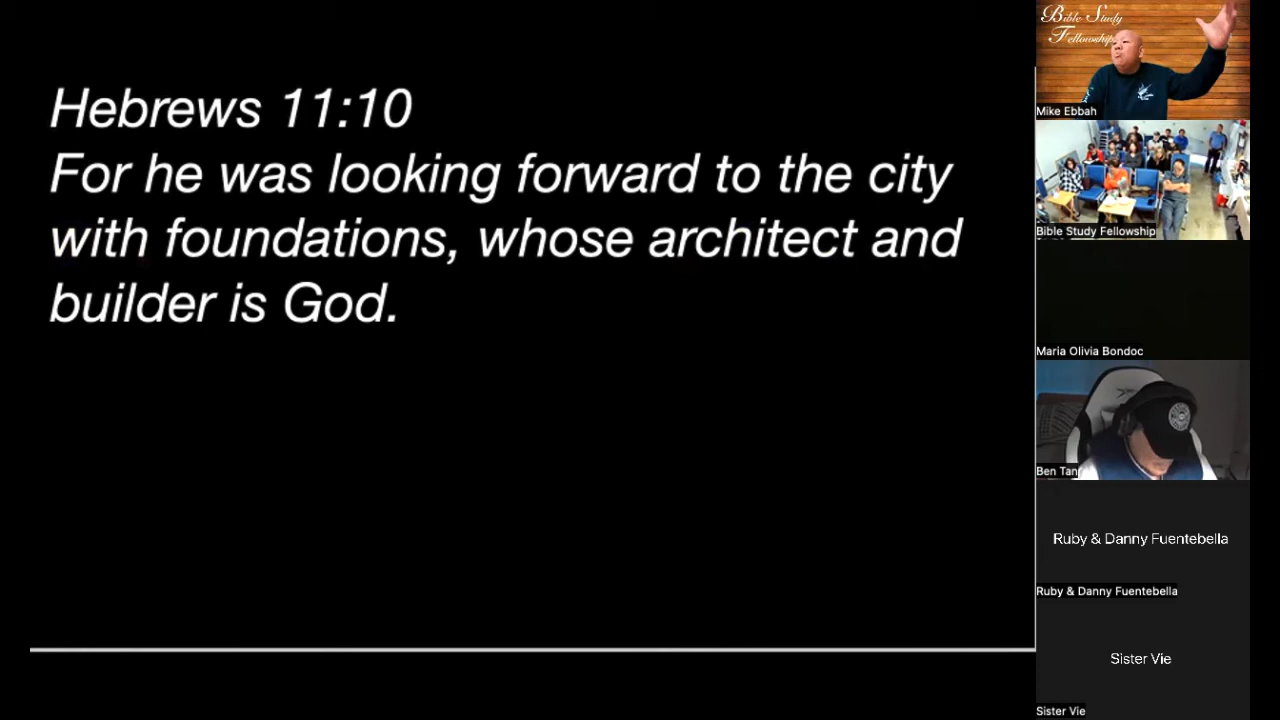 Hebrews 11:10
For he was looking forward to the city
with foundations, whose architect and
builder is God.
Bible Study
Fellowship
Mike Ebbah
Bible Study Fellowship
Maria Olivia Bondoc
Ben Tan
Ruby & Danny Fuentebella
Ruby & Danny Fuentebella
Sister Vie
Sister Vie